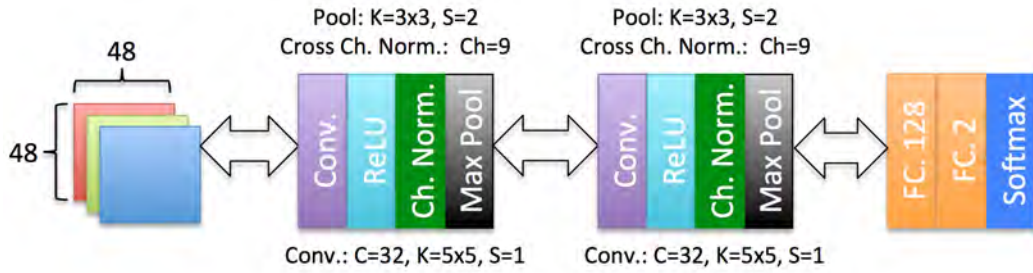 Pool: K=3x3, S=2
Cross Ch. Norm.: Ch=9
Pool: K=3x3, S=2
Cross Ch. Norm.: Ch=9
48
48
Conv.
ReLU
Ch. Norm.
Max Pool
Conv.
ReLU
Ch. Norm.
Max Pool
FC. 128
FC. 2
Softmax
Conv.: C=32, K=5x5, S=1
Conv.: C=32, K=5x5, S=1